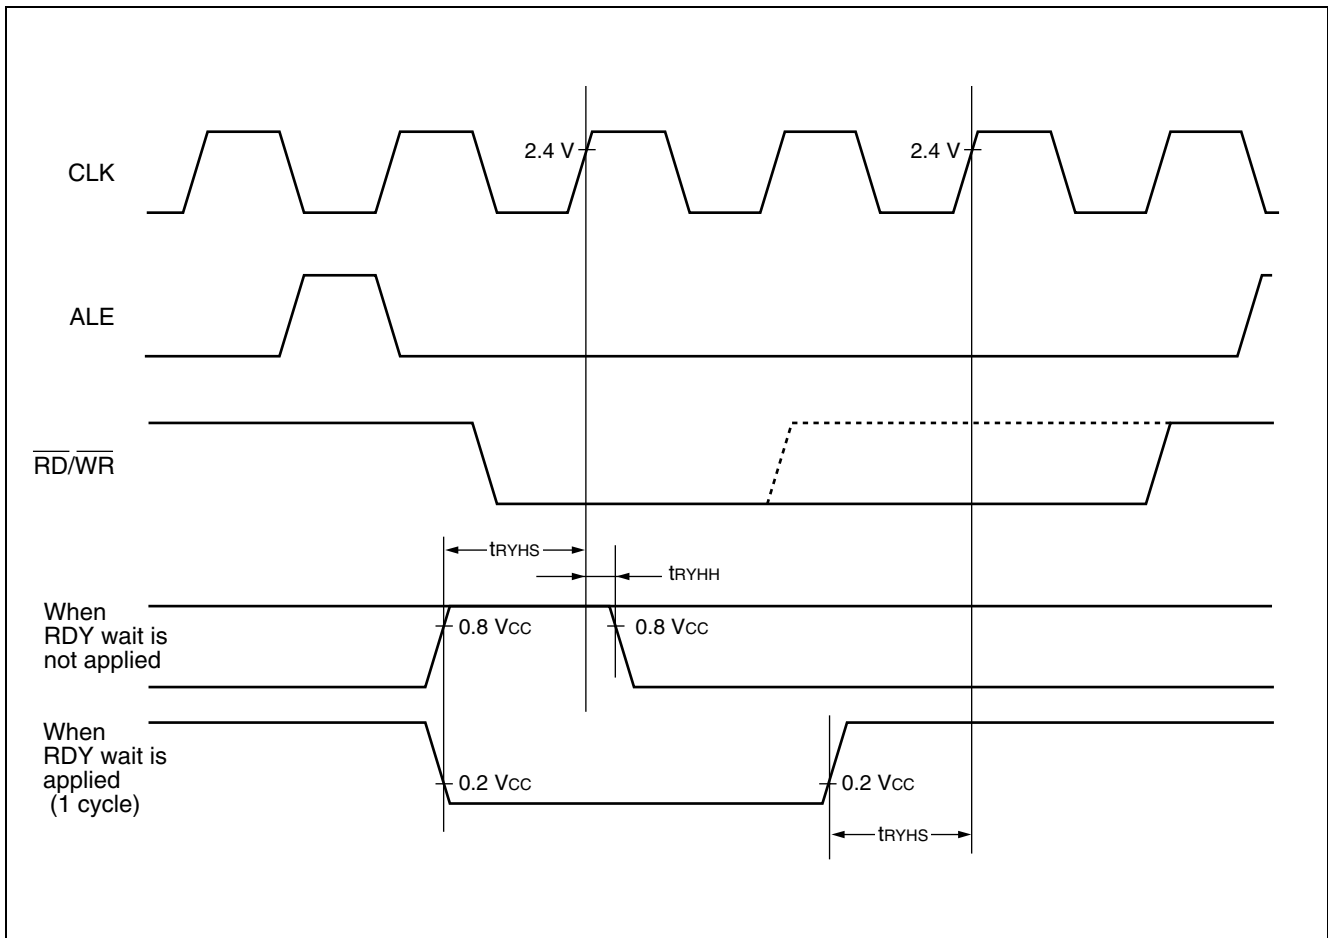 2.4 V
2.4 V
CLK
ALE
RD/WR
tRYHS
tRYHH
When
RDY wait is
not applied
0.8 VCC
0.8 VCC
When
RDY wait is
applied
(1 cycle)
0.2 VCC
0.2 VCC
tRYHS